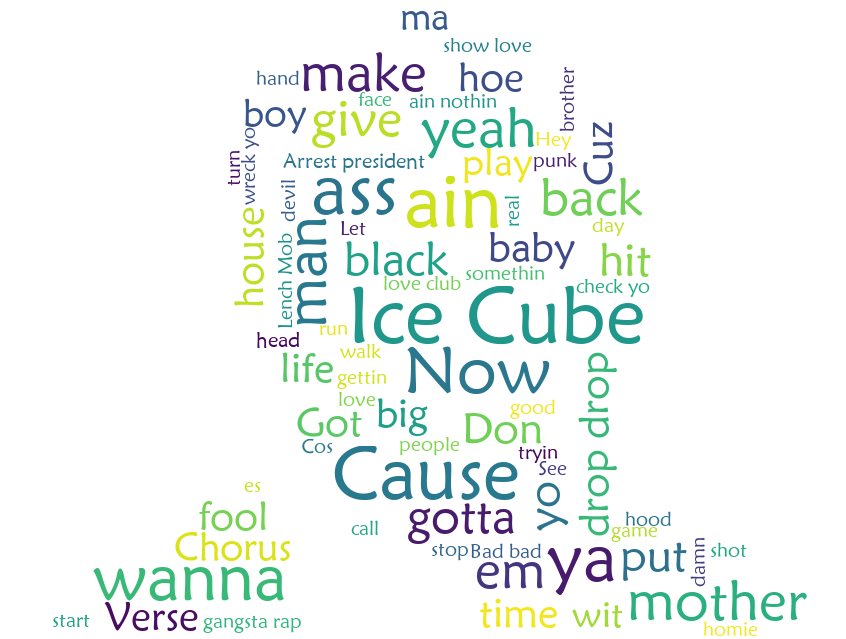 ma
show love
make
hoe
hand
face
ain nothin
brother
boy
give
yeah
Hey
Cuz
wreck yo
turn
Arrest president
play
punk
devil
ass
ain
real
back
day
house
Let
man
Lench Mob
black
baby
hit
somethin
love club
check yo
Ice Cube
run
head
walk
Now
life
gettin
drop drop
love
big
good
Got
Don
Cos
people
tryin
Cause
See
yo
es
fool
call
gotta
hood
game
Chorus
stop
Bad bad
ya
put
damn
shot
wanna
em
mother
start
Verse
gangsta rap
time
wit
homie